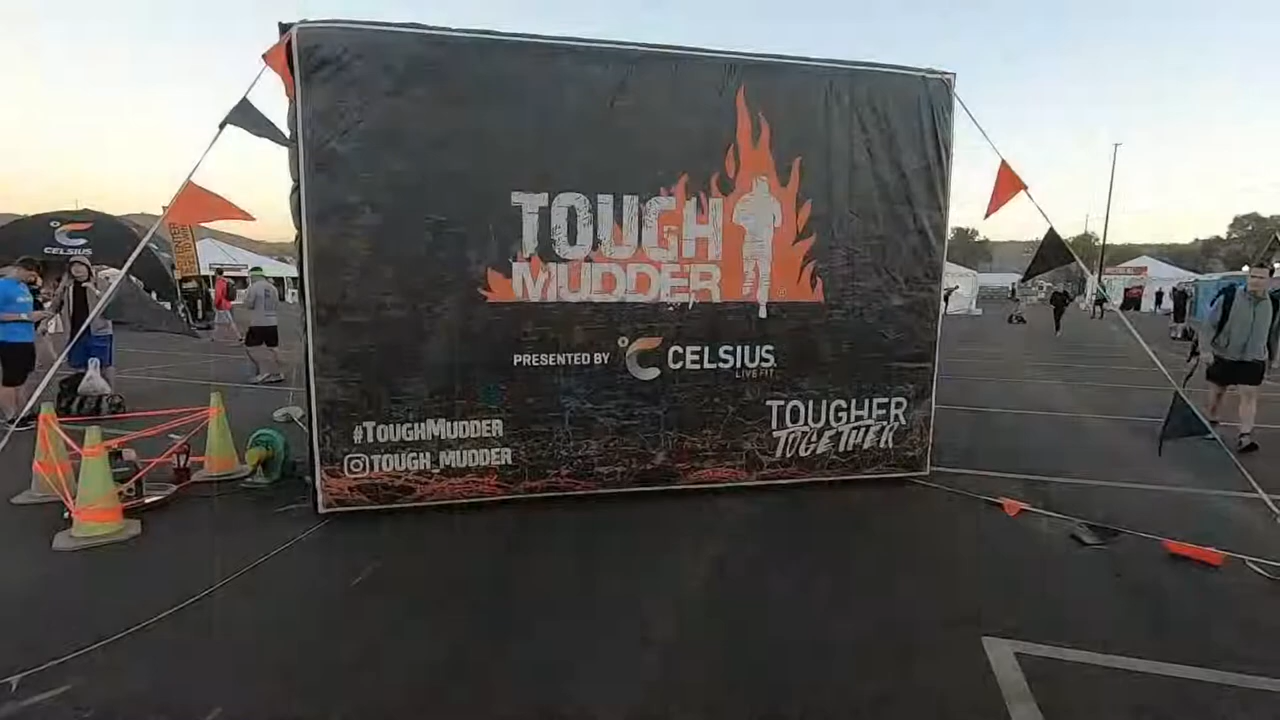 TOUGH
MUDDER
PRESENTED BY CELSIUS
LIVE FIT
#TOUGHMUDDER
TOUGH_MUDDER
TOUGHER
TOGETHER
CELSIUS